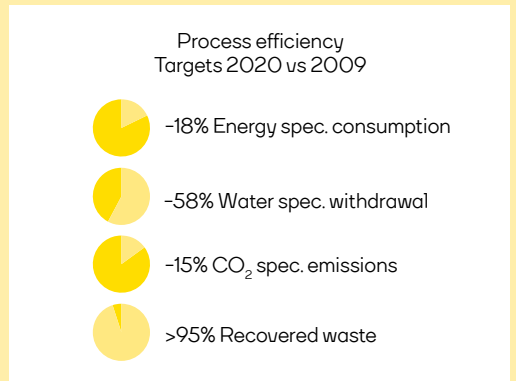 Process efficiency
Targets 2020 vs 2009
-18% Energy spec. consumption
-58% Water spec. withdrawal
-15% CO₂ spec. emissions
>95% Recovered waste